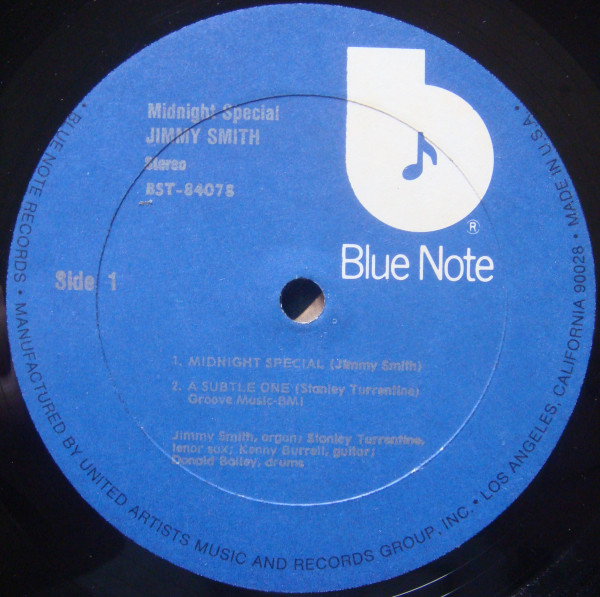 Midnight Special
JIMMY SMITH
Stereo
BST-84078
Side 1
®
Blue Note
1. MIDNIGHT SPECIAL (Jimmy Smith)
2. A SUBTLE ONE (Stanley Turrentine)
Groove Music-BMI
Jimmy Smith, organ; Stanley Turrentine,
tenor sax; Kenny Burrell, guitar;
Donald Bailey, drums
• BLUE NOTE RECORDS • MANUFACTURED BY UNITED ARTISTS MUSIC AND RECORDS GROUP, INC. • LOS ANGELES, CALIFORNIA 90028 • MADE IN U.S.A.